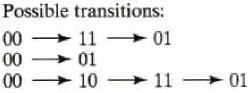 Possible transitions:
00 → 11 → 01
00 → 01
00 → 10 → 11 → 01